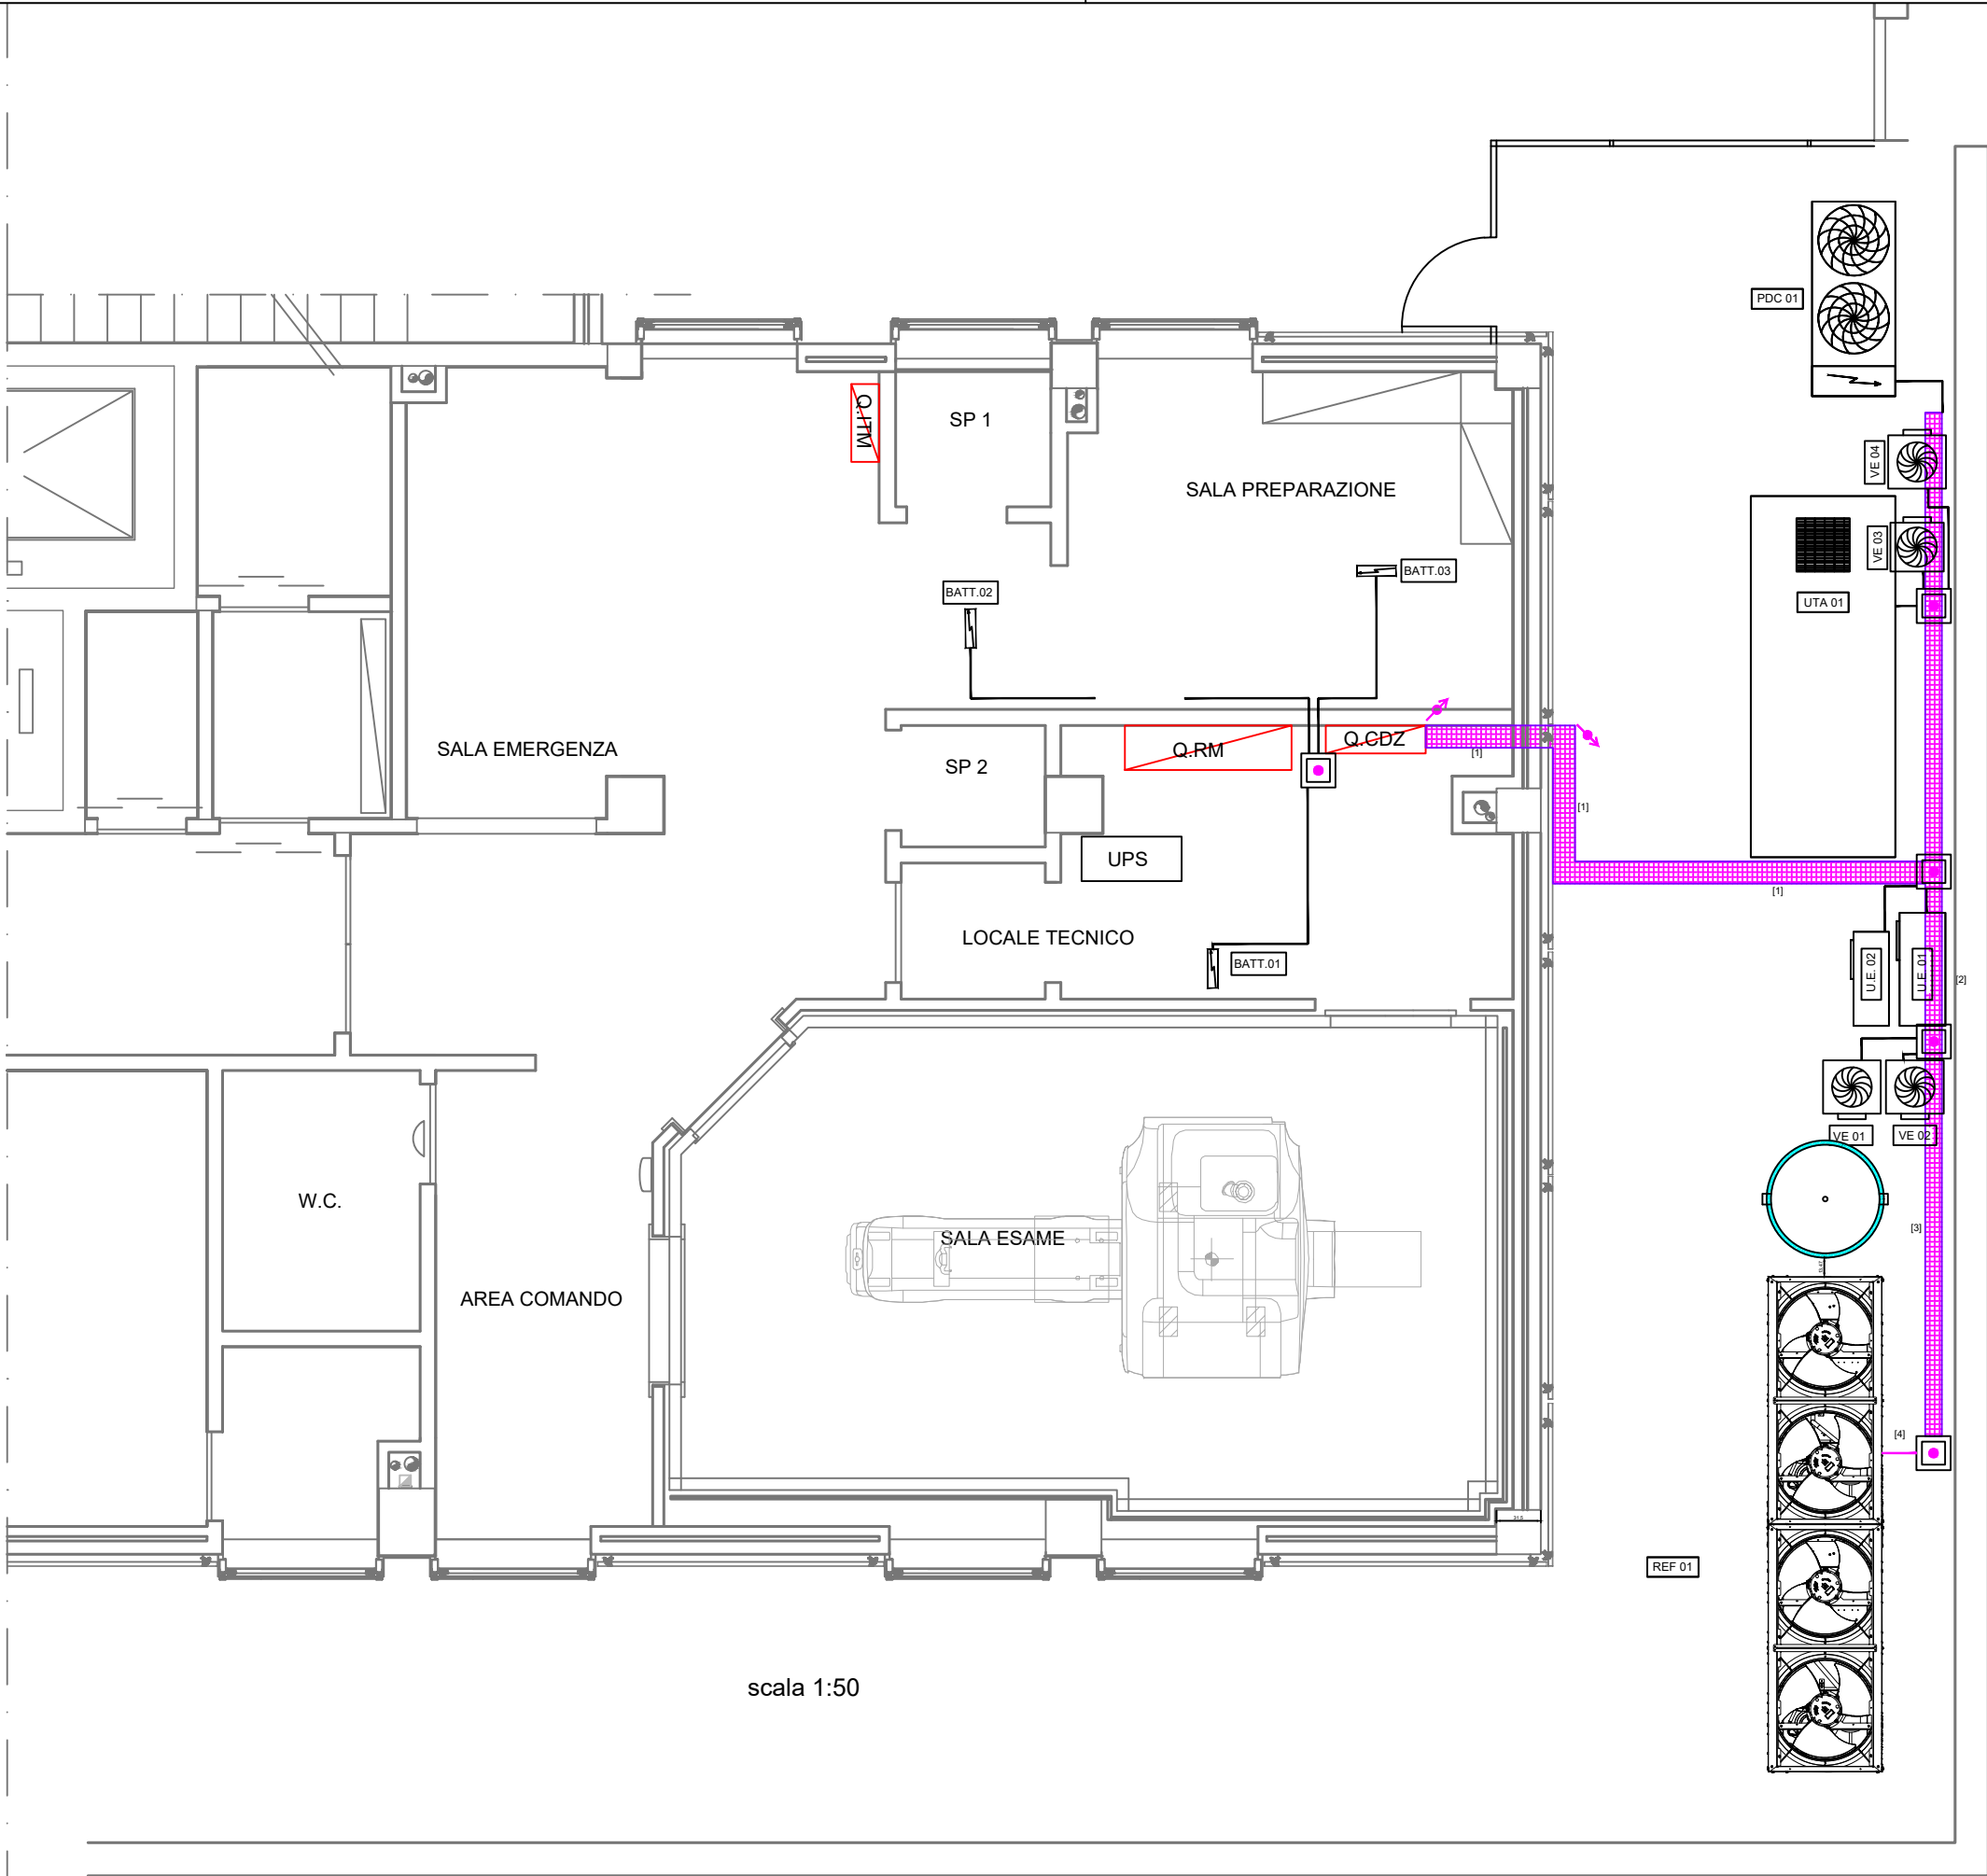 PDC 01
Q.ITM
SP 1
VE 04
SALA PREPARAZIONE
VE 03
BATT.03
BATT.02
UTA 01
SALA EMERGENZA
Q.RM
Q.CDZ
[1]
SP 2
[1]
UPS
[1]
LOCALE TECNICO
BATT.01
U.E. 02
U.E. 01
[2]
VE 01
VE 02
W.C.
[3]
SALA ESAME
AREA COMANDO
[4]
REF 01
scala 1:50